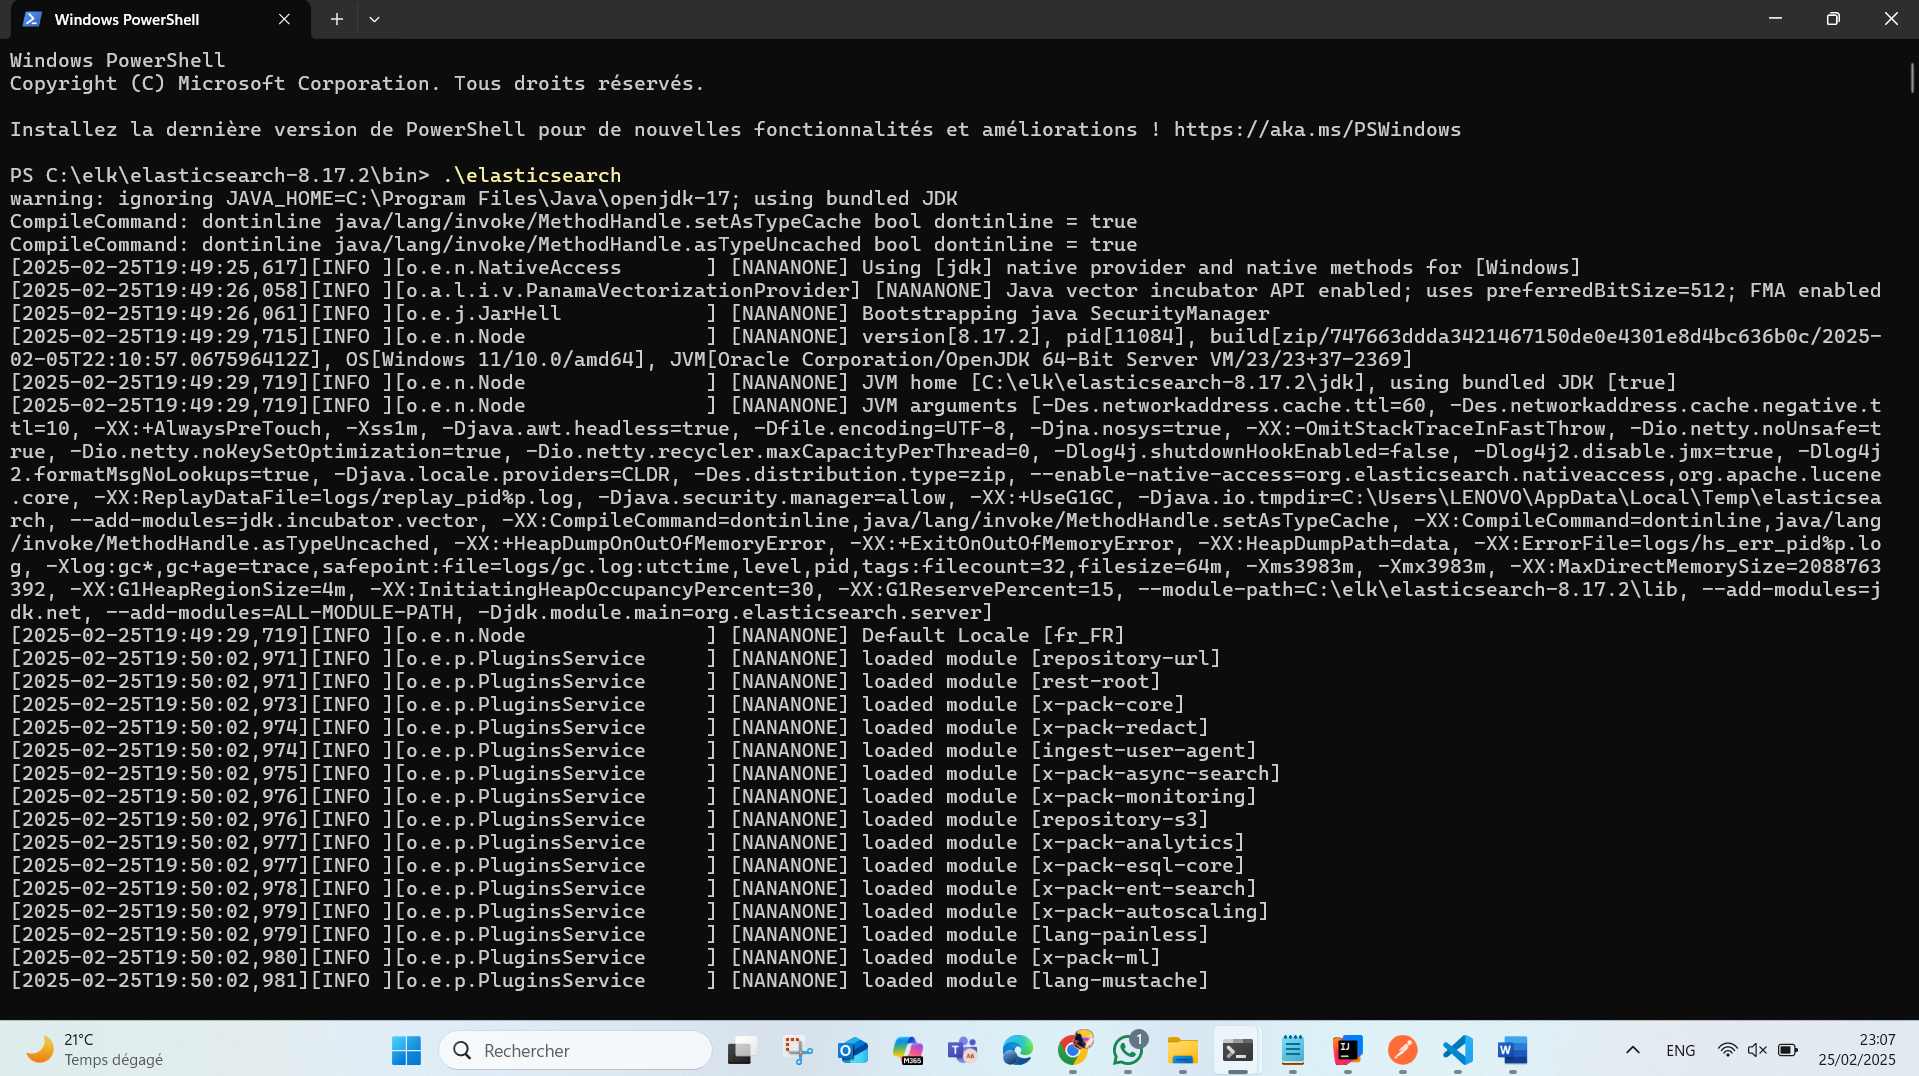 Windows PowerShell
Windows PowerShell
Copyright (C) Microsoft Corporation. Tous droits réservés.
Installez la dernière version de PowerShell pour de nouvelles fonctionnalités et améliorations ! https://aka.ms/PSWindows
PS C:\elk\elasticsearch-8.17.2\bin> .\elasticsearch
warning: ignoring JAVA_HOME=C:\Program Files\Java\openjdk-17; using bundled JDK
CompileCommand: dontinline java/lang/invoke/MethodHandle.setAsTypeCache bool dontinline = true
CompileCommand: dontinline java/lang/invoke/MethodHandle.asTypeUncached bool dontinline = true
[2025-02-25T19:49:25,617][INFO ][o.e.n.NativeAccess       ] [NANANONE] Using [jdk] native provider and native methods for [Windows]
[2025-02-25T19:49:26,058][INFO ][o.a.l.i.v.PanamaVectorizationProvider] [NANANONE] Java vector incubator API enabled; uses preferredBitSize=512; FMA enabled
[2025-02-25T19:49:26,061][INFO ][o.e.j.JarHell            ] [NANANONE] Bootstrapping java SecurityManager
[2025-02-25T19:49:29,715][INFO ][o.e.n.Node               ] [NANANONE] version[8.17.2], pid[11084], build[zip/747663ddda3421467150de0e4301e8d4bc636b0c/2025-
02-05T22:10:57.067596412Z], OS[Windows 11/10.0/amd64], JVM[Oracle Corporation/OpenJDK 64-Bit Server VM/23/23+37-2369]
[2025-02-25T19:49:29,719][INFO ][o.e.n.Node               ] [NANANONE] JVM home [C:\elk\elasticsearch-8.17.2\jdk], using bundled JDK [true]
[2025-02-25T19:49:29,719][INFO ][o.e.n.Node               ] [NANANONE] JVM arguments [-Des.networkaddress.cache.ttl=60, -Des.networkaddress.cache.negative.t
tl=10, -XX:+AlwaysPreTouch, -Xss1m, -Djava.awt.headless=true, -Dfile.encoding=UTF-8, -Djna.nosys=true, -XX:-OmitStackTraceInFastThrow, -Dio.netty.noUnsafe=t
rue, -Dio.netty.noKeySetOptimization=true, -Dio.netty.recycler.maxCapacityPerThread=0, -Dlog4j.shutdownHookEnabled=false, -Dlog4j2.disable.jmx=true, -Dlog4j
2.formatMsgNoLookups=true, -Djava.locale.providers=CLDR, -Des.distribution.type=zip, --enable-native-access=org.elasticsearch.nativeaccess,org.apache.lucene
.core, -XX:ReplayDataFile=logs/replay_pid%p.log, -Djava.security.manager=allow, -XX:+UseG1GC, -Djava.io.tmpdir=C:\Users\LENOVO\AppData\Local\Temp\elasticsea
rch, --add-modules=jdk.incubator.vector, -XX:CompileCommand=dontinline,java/lang/invoke/MethodHandle.setAsTypeCache, -XX:CompileCommand=dontinline,java/lang
/invoke/MethodHandle.asTypeUncached, -XX:+HeapDumpOnOutOfMemoryError, -XX:+ExitOnOutOfMemoryError, -XX:HeapDumpPath=data, -XX:ErrorFile=logs/hs_err_pid%p.lo
g, -Xlog:gc*,gc+age=trace,safepoint:file=logs/gc.log:utctime,level,pid,tags:filecount=32,filesize=64m, -Xms3983m, -Xmx3983m, -XX:MaxDirectMemorySize=2088763
392, -XX:G1HeapRegionSize=4m, -XX:InitiatingHeapOccupancyPercent=30, -XX:G1ReservePercent=15, --module-path=C:\elk\elasticsearch-8.17.2\lib, --add-modules=j
dk.net, --add-modules=ALL-MODULE-PATH, -Djdk.module.main=org.elasticsearch.server]
[2025-02-25T19:49:29,719][INFO ][o.e.n.Node               ] [NANANONE] Default Locale [fr_FR]
[2025-02-25T19:50:02,971][INFO ][o.e.p.PluginsService     ] [NANANONE] loaded module [repository-url]
[2025-02-25T19:50:02,971][INFO ][o.e.p.PluginsService     ] [NANANONE] loaded module [rest-root]
[2025-02-25T19:50:02,973][INFO ][o.e.p.PluginsService     ] [NANANONE] loaded module [x-pack-core]
[2025-02-25T19:50:02,974][INFO ][o.e.p.PluginsService     ] [NANANONE] loaded module [x-pack-redact]
[2025-02-25T19:50:02,974][INFO ][o.e.p.PluginsService     ] [NANANONE] loaded module [ingest-user-agent]
[2025-02-25T19:50:02,975][INFO ][o.e.p.PluginsService     ] [NANANONE] loaded module [x-pack-async-search]
[2025-02-25T19:50:02,976][INFO ][o.e.p.PluginsService     ] [NANANONE] loaded module [x-pack-monitoring]
[2025-02-25T19:50:02,976][INFO ][o.e.p.PluginsService     ] [NANANONE] loaded module [repository-s3]
[2025-02-25T19:50:02,977][INFO ][o.e.p.PluginsService     ] [NANANONE] loaded module [x-pack-analytics]
[2025-02-25T19:50:02,977][INFO ][o.e.p.PluginsService     ] [NANANONE] loaded module [x-pack-esql-core]
[2025-02-25T19:50:02,978][INFO ][o.e.p.PluginsService     ] [NANANONE] loaded module [x-pack-ent-search]
[2025-02-25T19:50:02,979][INFO ][o.e.p.PluginsService     ] [NANANONE] loaded module [x-pack-autoscaling]
[2025-02-25T19:50:02,979][INFO ][o.e.p.PluginsService     ] [NANANONE] loaded module [lang-painless]
[2025-02-25T19:50:02,980][INFO ][o.e.p.PluginsService     ] [NANANONE] loaded module [x-pack-ml]
[2025-02-25T19:50:02,981][INFO ][o.e.p.PluginsService     ] [NANANONE] loaded module [lang-mustache]
21°C
Temps dégagé
Rechercher
M365
1
IJ
ENG
23:07
25/02/2025